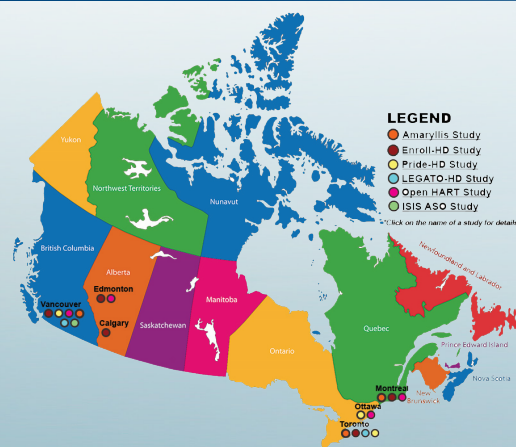 LEGEND
Amaryllis Study
Enroll-HD Study
Pride-HD Study
LEGATO-HD Study
Open HART Study
ISIS ASO Study
*Click on the name of a study for details
Yukon
Northwest Territories
Nunavut
British Columbia
Alberta
Edmonton
Vancouver
Calgary
Saskatchewan
Manitoba
Ontario
Quebec
Newfoundland and Labrador
Prince Edward Island
Nova Scotia
New
Brunswick
Montreal
Ottawa
Toronto